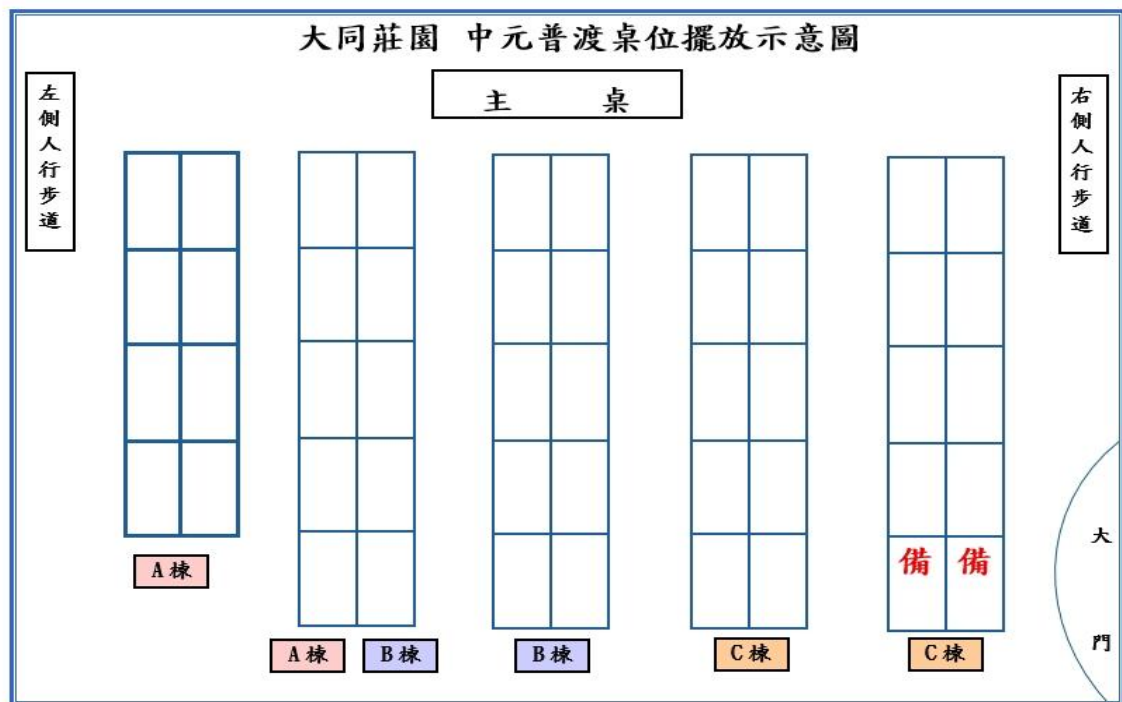 大同莊園 中元普渡桌位擺放示意圖
主 桌
左側人行步道
右側人行步道
備 備
大門
A棟
A棟 B棟 B棟 C棟 C棟